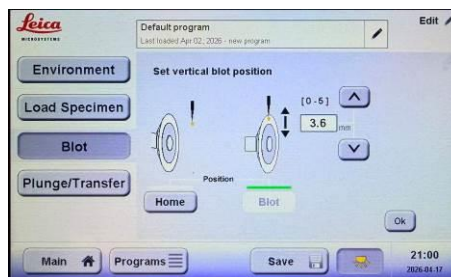 Leica
MICROSYSTEMS
Default program
Last loaded Apr 02, 2026 - new program
Edit
Environment
Load Specimen
Blot
Plunge/Transfer
Set vertical blot position
[0-5]
3.6 mm
Position
Home
Blot
Ok
Main
Programs
Save
21:00
2026-04-17